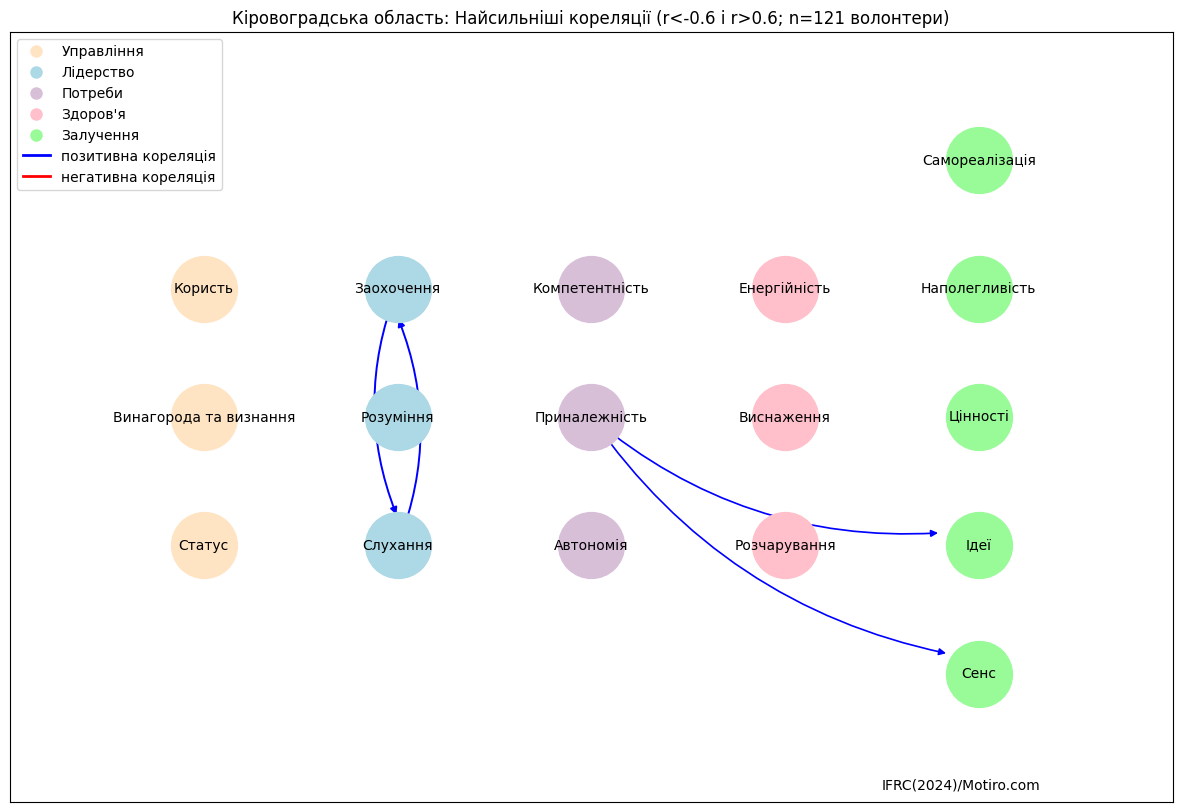 Кіровоградська область: Найсильніші кореляції (r<-0.6 і r>0.6; n=121 волонтери)
Управління
Лідерство
Потреби
Здоров'я
Залучення
позитивна кореляція
негативна кореляція
Самореалізація
Користь
Заохочення
Компетентність
Енергійність
Наполегливість
Винагорода та визнання
Розуміння
Приналежність
Виснаження
Цінності
Статус
Слухання
Автономія
Розчарування
Ідеї
Сенс
IFRC(2024)/Motiro.com